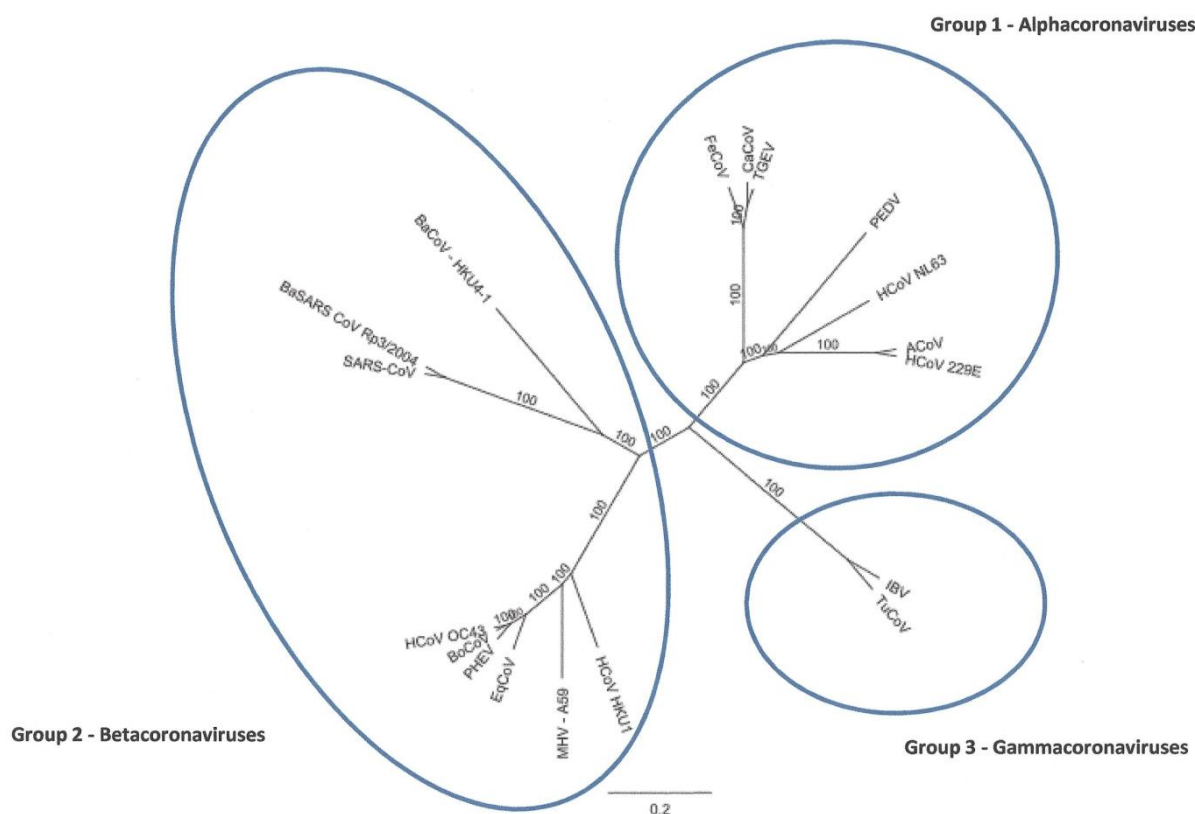 Group 1 - Alphacoronaviruses
FeCoV
CaCoV
TGEV
PEDV
HCoV NL63
ACoV
HCoV 229E
100
100
100
100
100
100
BaCoV - HKU4-1
BaSARS CoV Rp3/2004
SARS-CoV
100
100
100
100
100
IBV
TuCoV
100
100
100
100
HCoV OC43
BoCoV
PHEV
EqCoV
MHV - A59
HCoV HKU1
Group 2 - Betacoronaviruses
Group 3 - Gammacoronaviruses
0.2